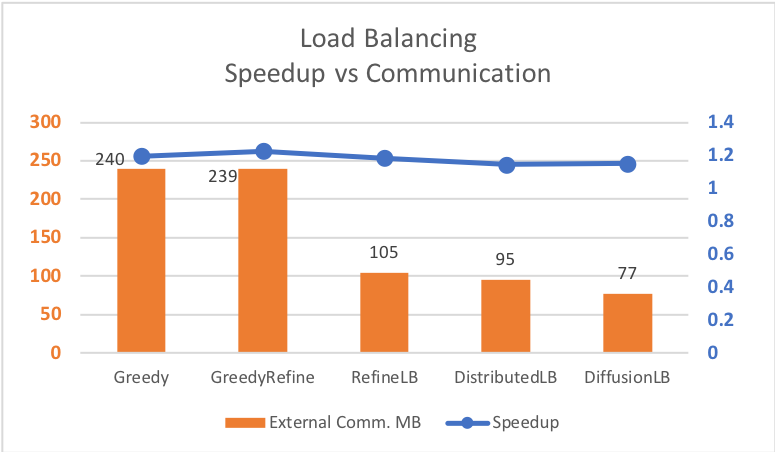 Load Balancing
Speedup vs Communication
300
250
200
150
100
50
0
1.4
1.2
1
0.8
0.6
0.4
0.2
0
240
239
105
95
77
Greedy
GreedyRefine
RefineLB
DistributedLB
DiffusionLB
External Comm. MB
Speedup